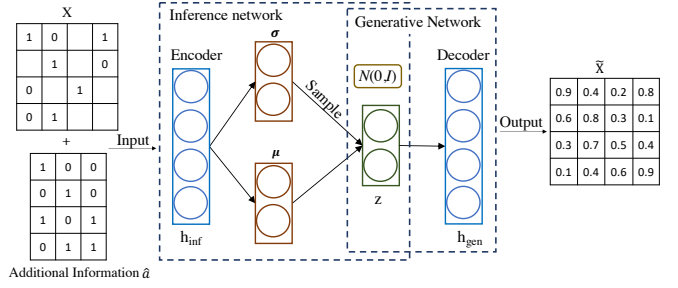 X
1 0 1
1 0
0 1
0 1
+
1 0 0
0 1 0
1 0 1
0 1 1
Additional Information â
Input
Inference network
Encoder
h_inf
σ
μ
Sample
Generative Network
N(0,I)
z
Decoder
h_gen
Output
X̃
0.9 0.4 0.2 0.8
0.6 0.8 0.3 0.1
0.3 0.7 0.5 0.4
0.1 0.4 0.6 0.9